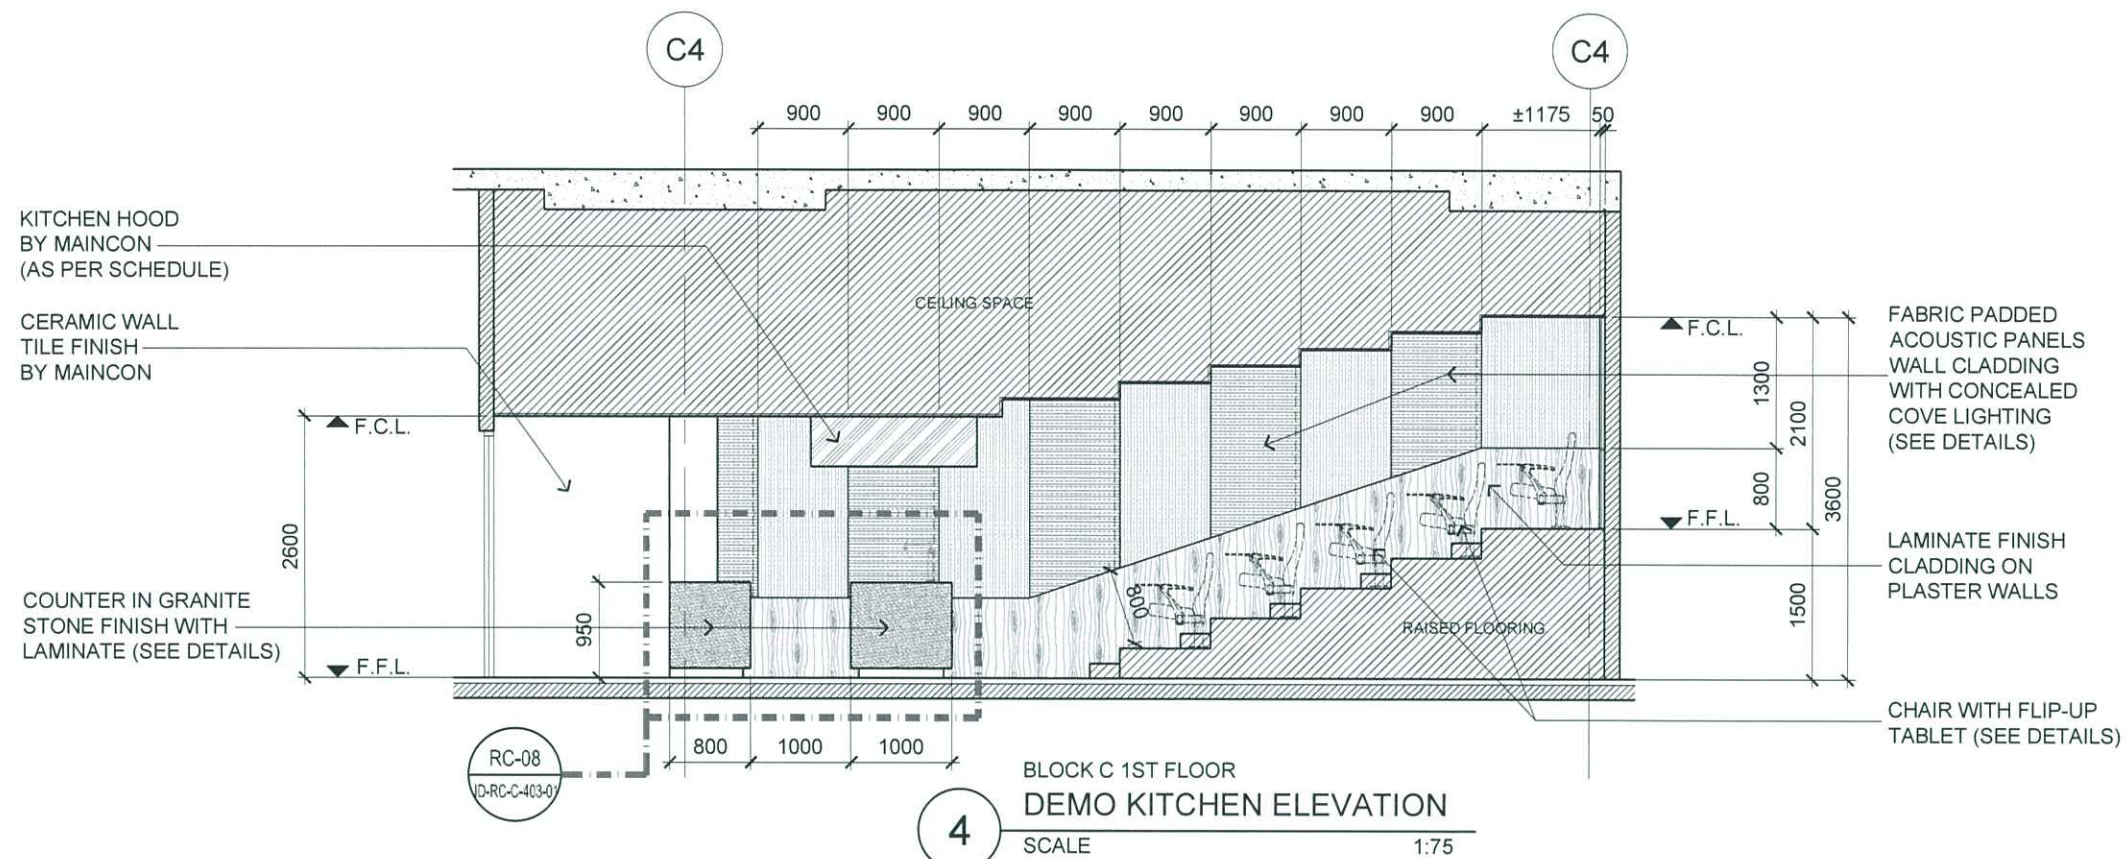 C4
C4
900 900 900 900 900 900 900 900 ±1175 50
KITCHEN HOOD
BY MAINCON
(AS PER SCHEDULE)
CERAMIC WALL
TILE FINISH
BY MAINCON
CEILING SPACE
F.C.L.
F.C.L.
FABRIC PADDED
ACOUSTIC PANELS
WALL CLADDING
WITH CONCEALED
COVE LIGHTING
(SEE DETAILS)
1300
2100
3600
800
1500
F.F.L.
LAMINATE FINISH
CLADDING ON
PLASTER WALLS
2600
950
COUNTER IN GRANITE
STONE FINISH WITH
LAMINATE (SEE DETAILS)
F.F.L.
800
RAISED FLOORING
CHAIR WITH FLIP-UP
TABLET (SEE DETAILS)
800 1000 1000
RC-08
ID-RC-C-403-01
4
BLOCK C 1ST FLOOR
DEMO KITCHEN ELEVATION
SCALE 1:75